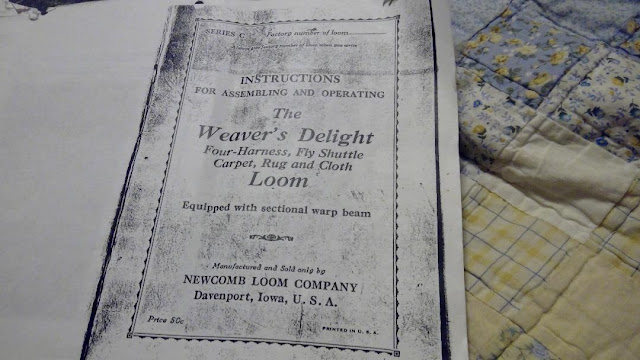 SERIES C Factory number of loom
INSTRUCTIONS
FOR ASSEMBLING AND OPERATING
The
Weaver's Delight
Four-Harness, Fly Shuttle
Carpet, Rug and Cloth
Loom
Equipped with sectional warp beam
Manufactured and Sold only by
NEWCOMB LOOM COMPANY
Davenport, Iowa, U. S. A.
Price 50c
PRINTED IN U. S. A.